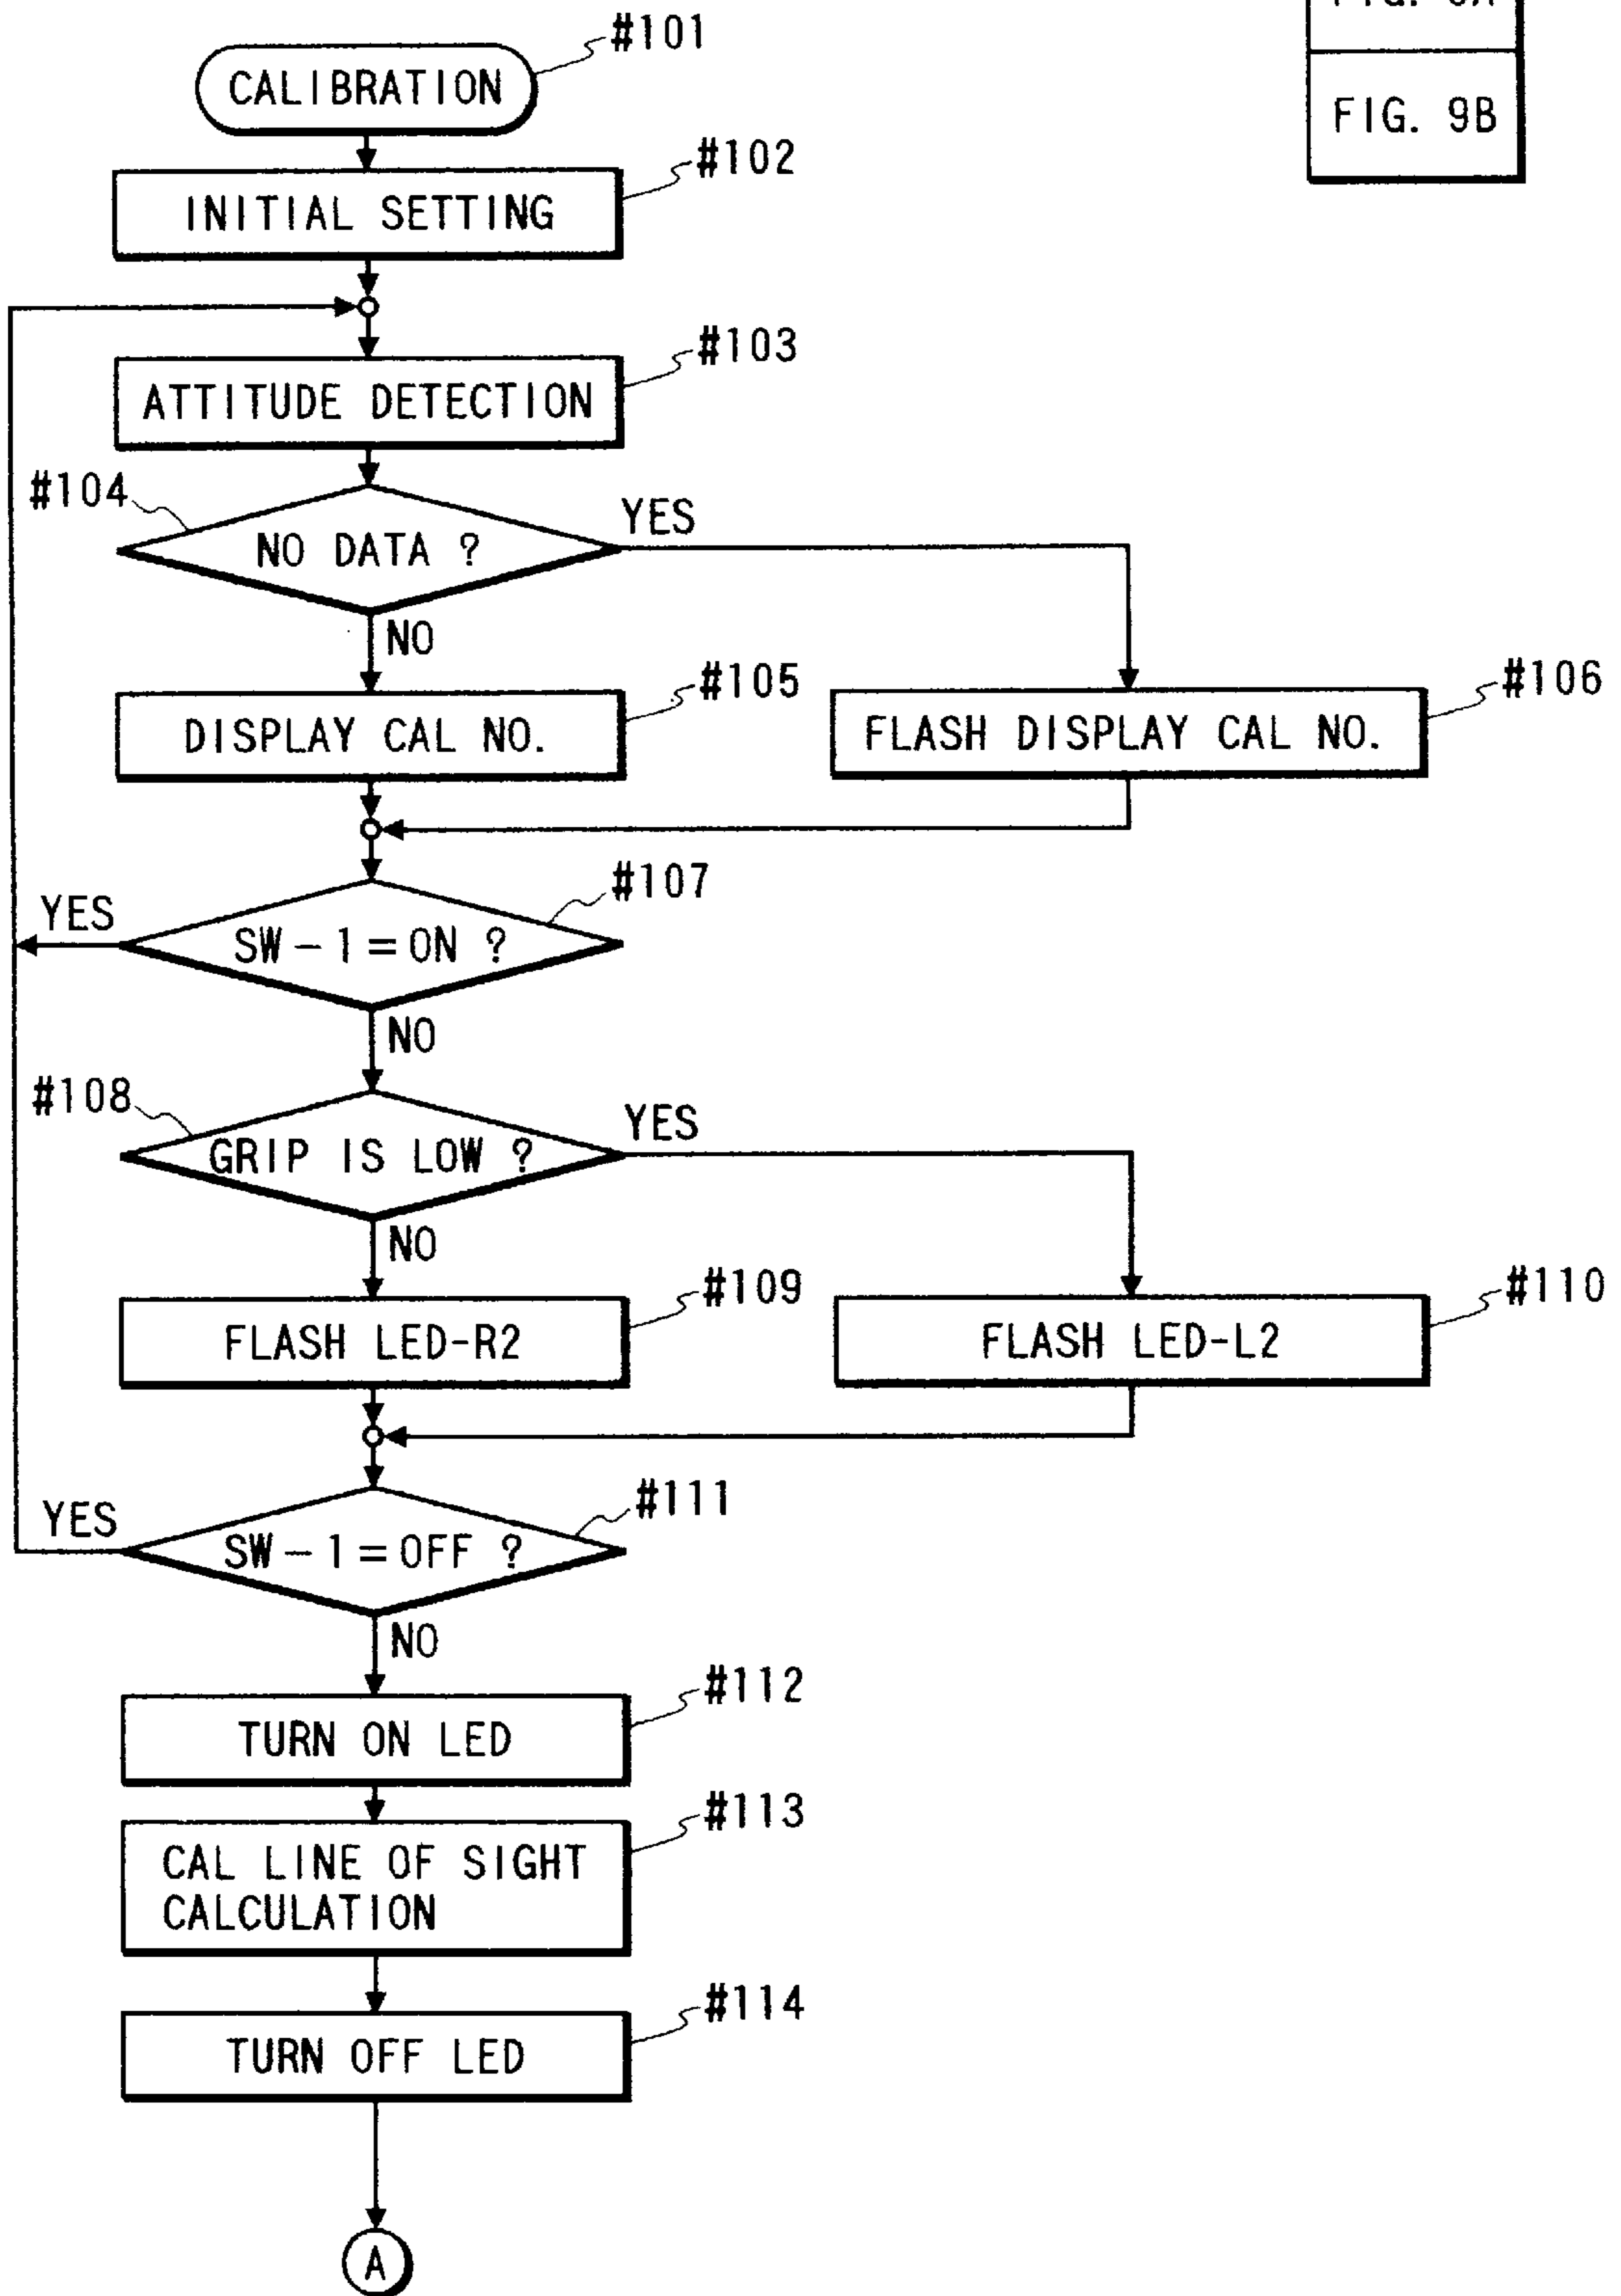 FIG. 9B
#101
CALIBRATION
#102
INITIAL SETTING
#103
ATTITUDE DETECTION
#104
NO DATA ?
YES
NO
#105
DISPLAY CAL NO.
#106
FLASH DISPLAY CAL NO.
#107
YES
SW-1=ON ?
NO
#108
GRIP IS LOW ?
YES
NO
#109
FLASH LED-R2
#110
FLASH LED-L2
#111
YES
SW-1=OFF ?
NO
#112
TURN ON LED
#113
CAL LINE OF SIGHT
CALCULATION
#114
TURN OFF LED
A